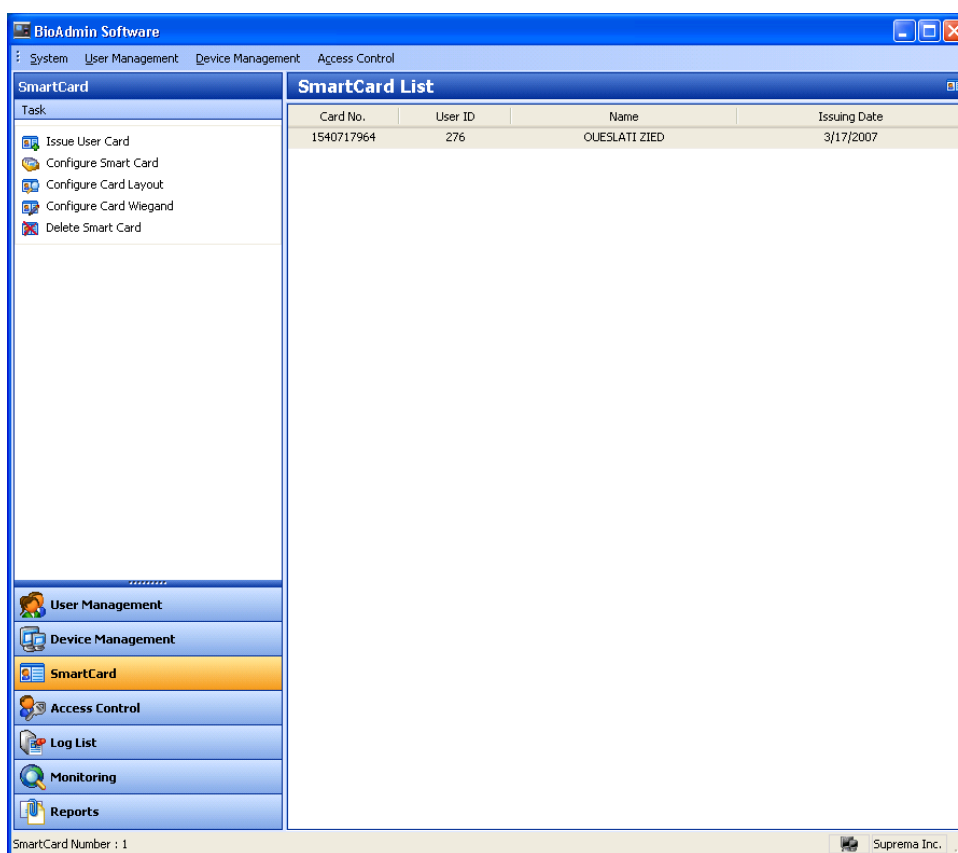 BioAdmin Software
System User Management Device Management Access Control
SmartCard
Task
Issue User Card
Configure Smart Card
Configure Card Layout
Configure Card Wiegand
Delete Smart Card
SmartCard List
Card No. User ID Name Issuing Date
1540717964 276 OUESLATI ZIED 3/17/2007
User Management
Device Management
SmartCard
Access Control
Log List
Monitoring
Reports
SmartCard Number : 1
Suprema Inc.